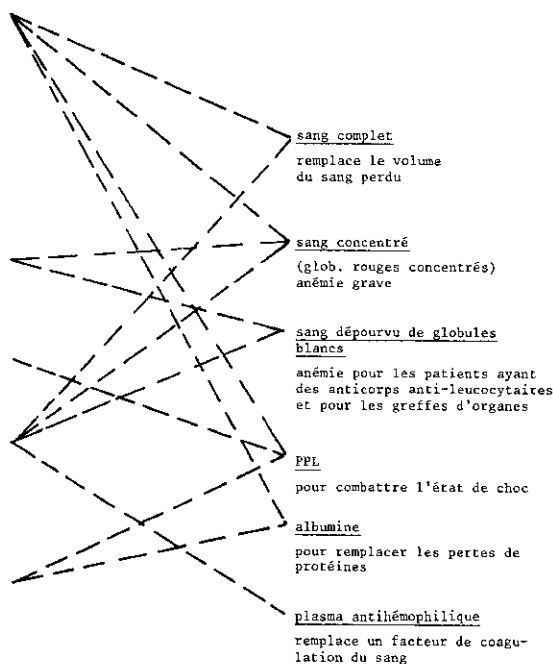 sang complet
remplace le volume
du sang perdu
sang concentré
(glob. rouges concentrés)
anémie grave
sang dépourvu de globules
blancs
anémie pour les patients ayant
des anticorps anti-leucocytaires
et pour les greffes d'organes
PPL
pour combattre l'état de choc
albumine
pour remplacer les pertes de
protéines
plasma antihémophilique
remplace un facteur de coagu-
lation du sang